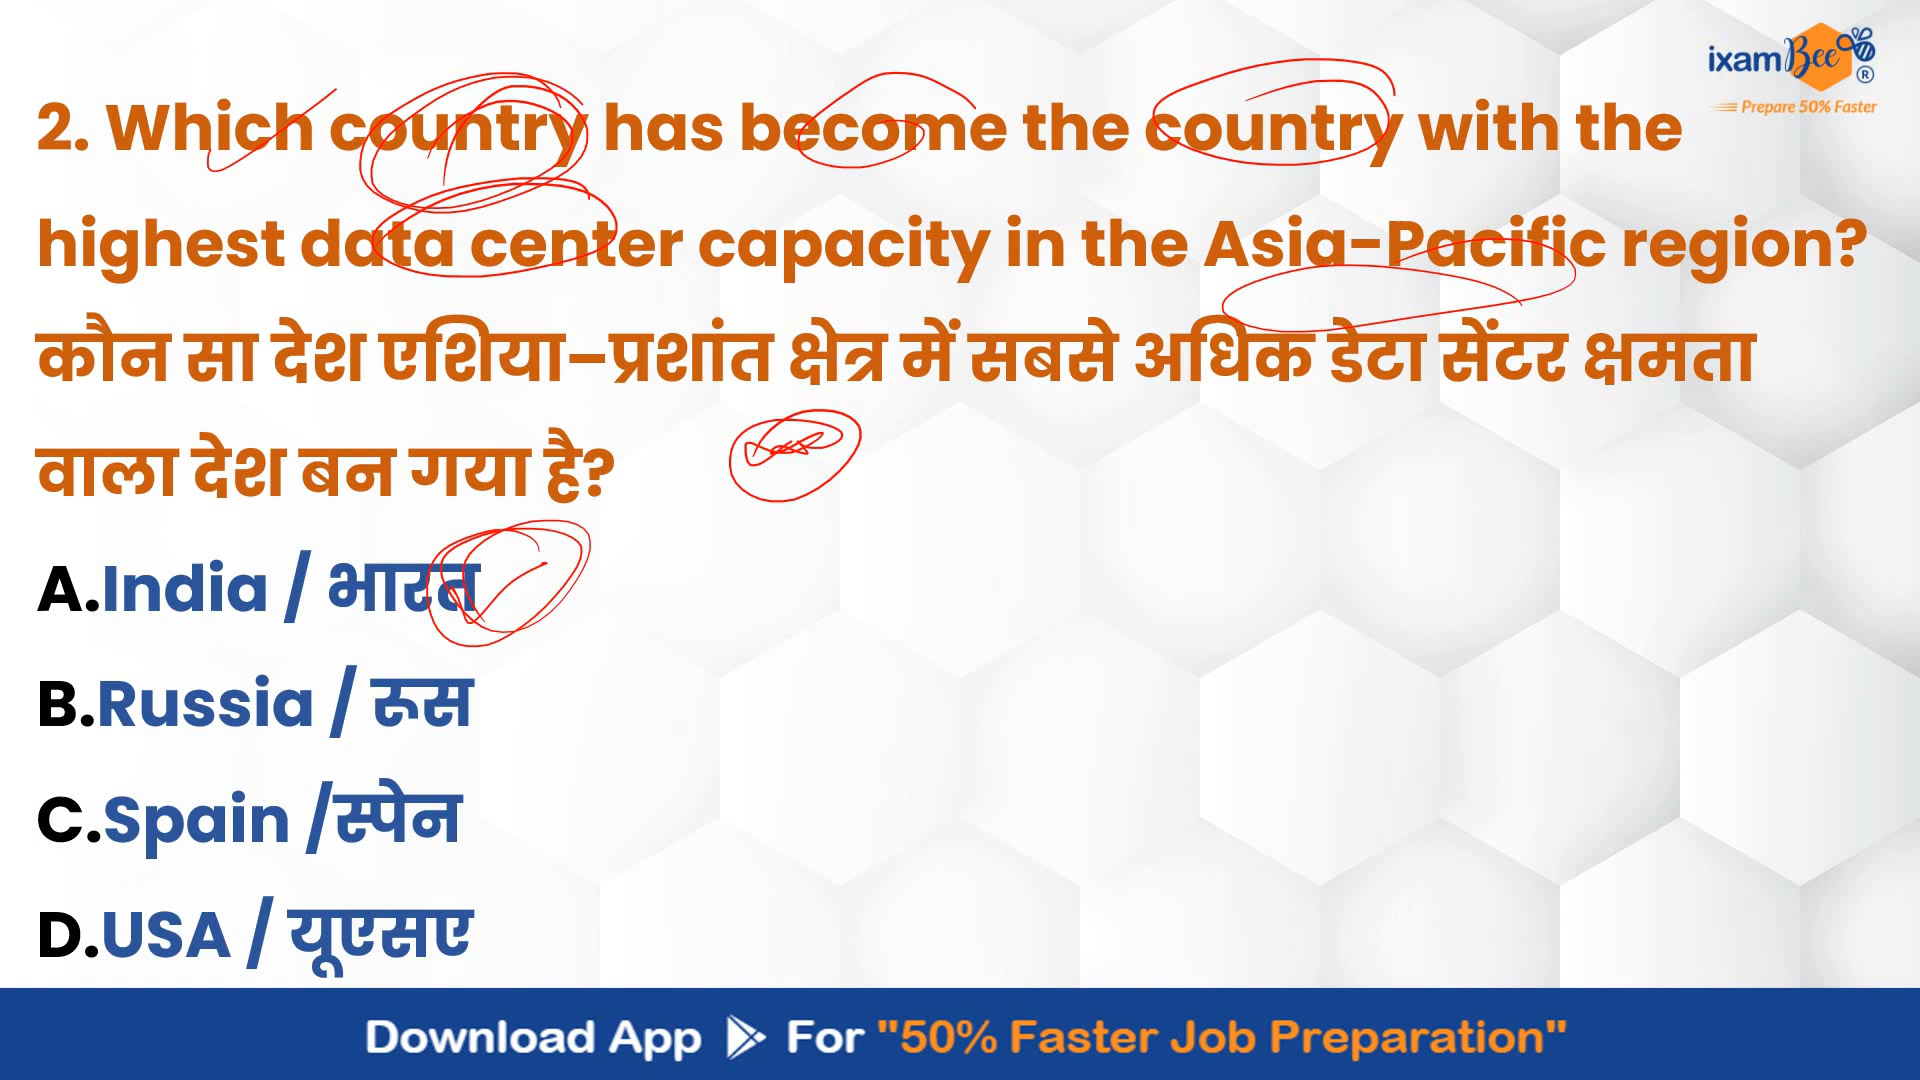 ixamBee®
Prepare 50% Faster
2. Which country has become the country with the
highest data center capacity in the Asia-Pacific region?
कौन सा देश एशिया–प्रशांत क्षेत्र में सबसे अधिक डेटा सेंटर क्षमता
वाला देश बन गया है?
A.India / भारत
B.Russia / रूस
C.Spain /स्पेन
D.USA / यूएसए
Download App For "50% Faster Job Preparation"